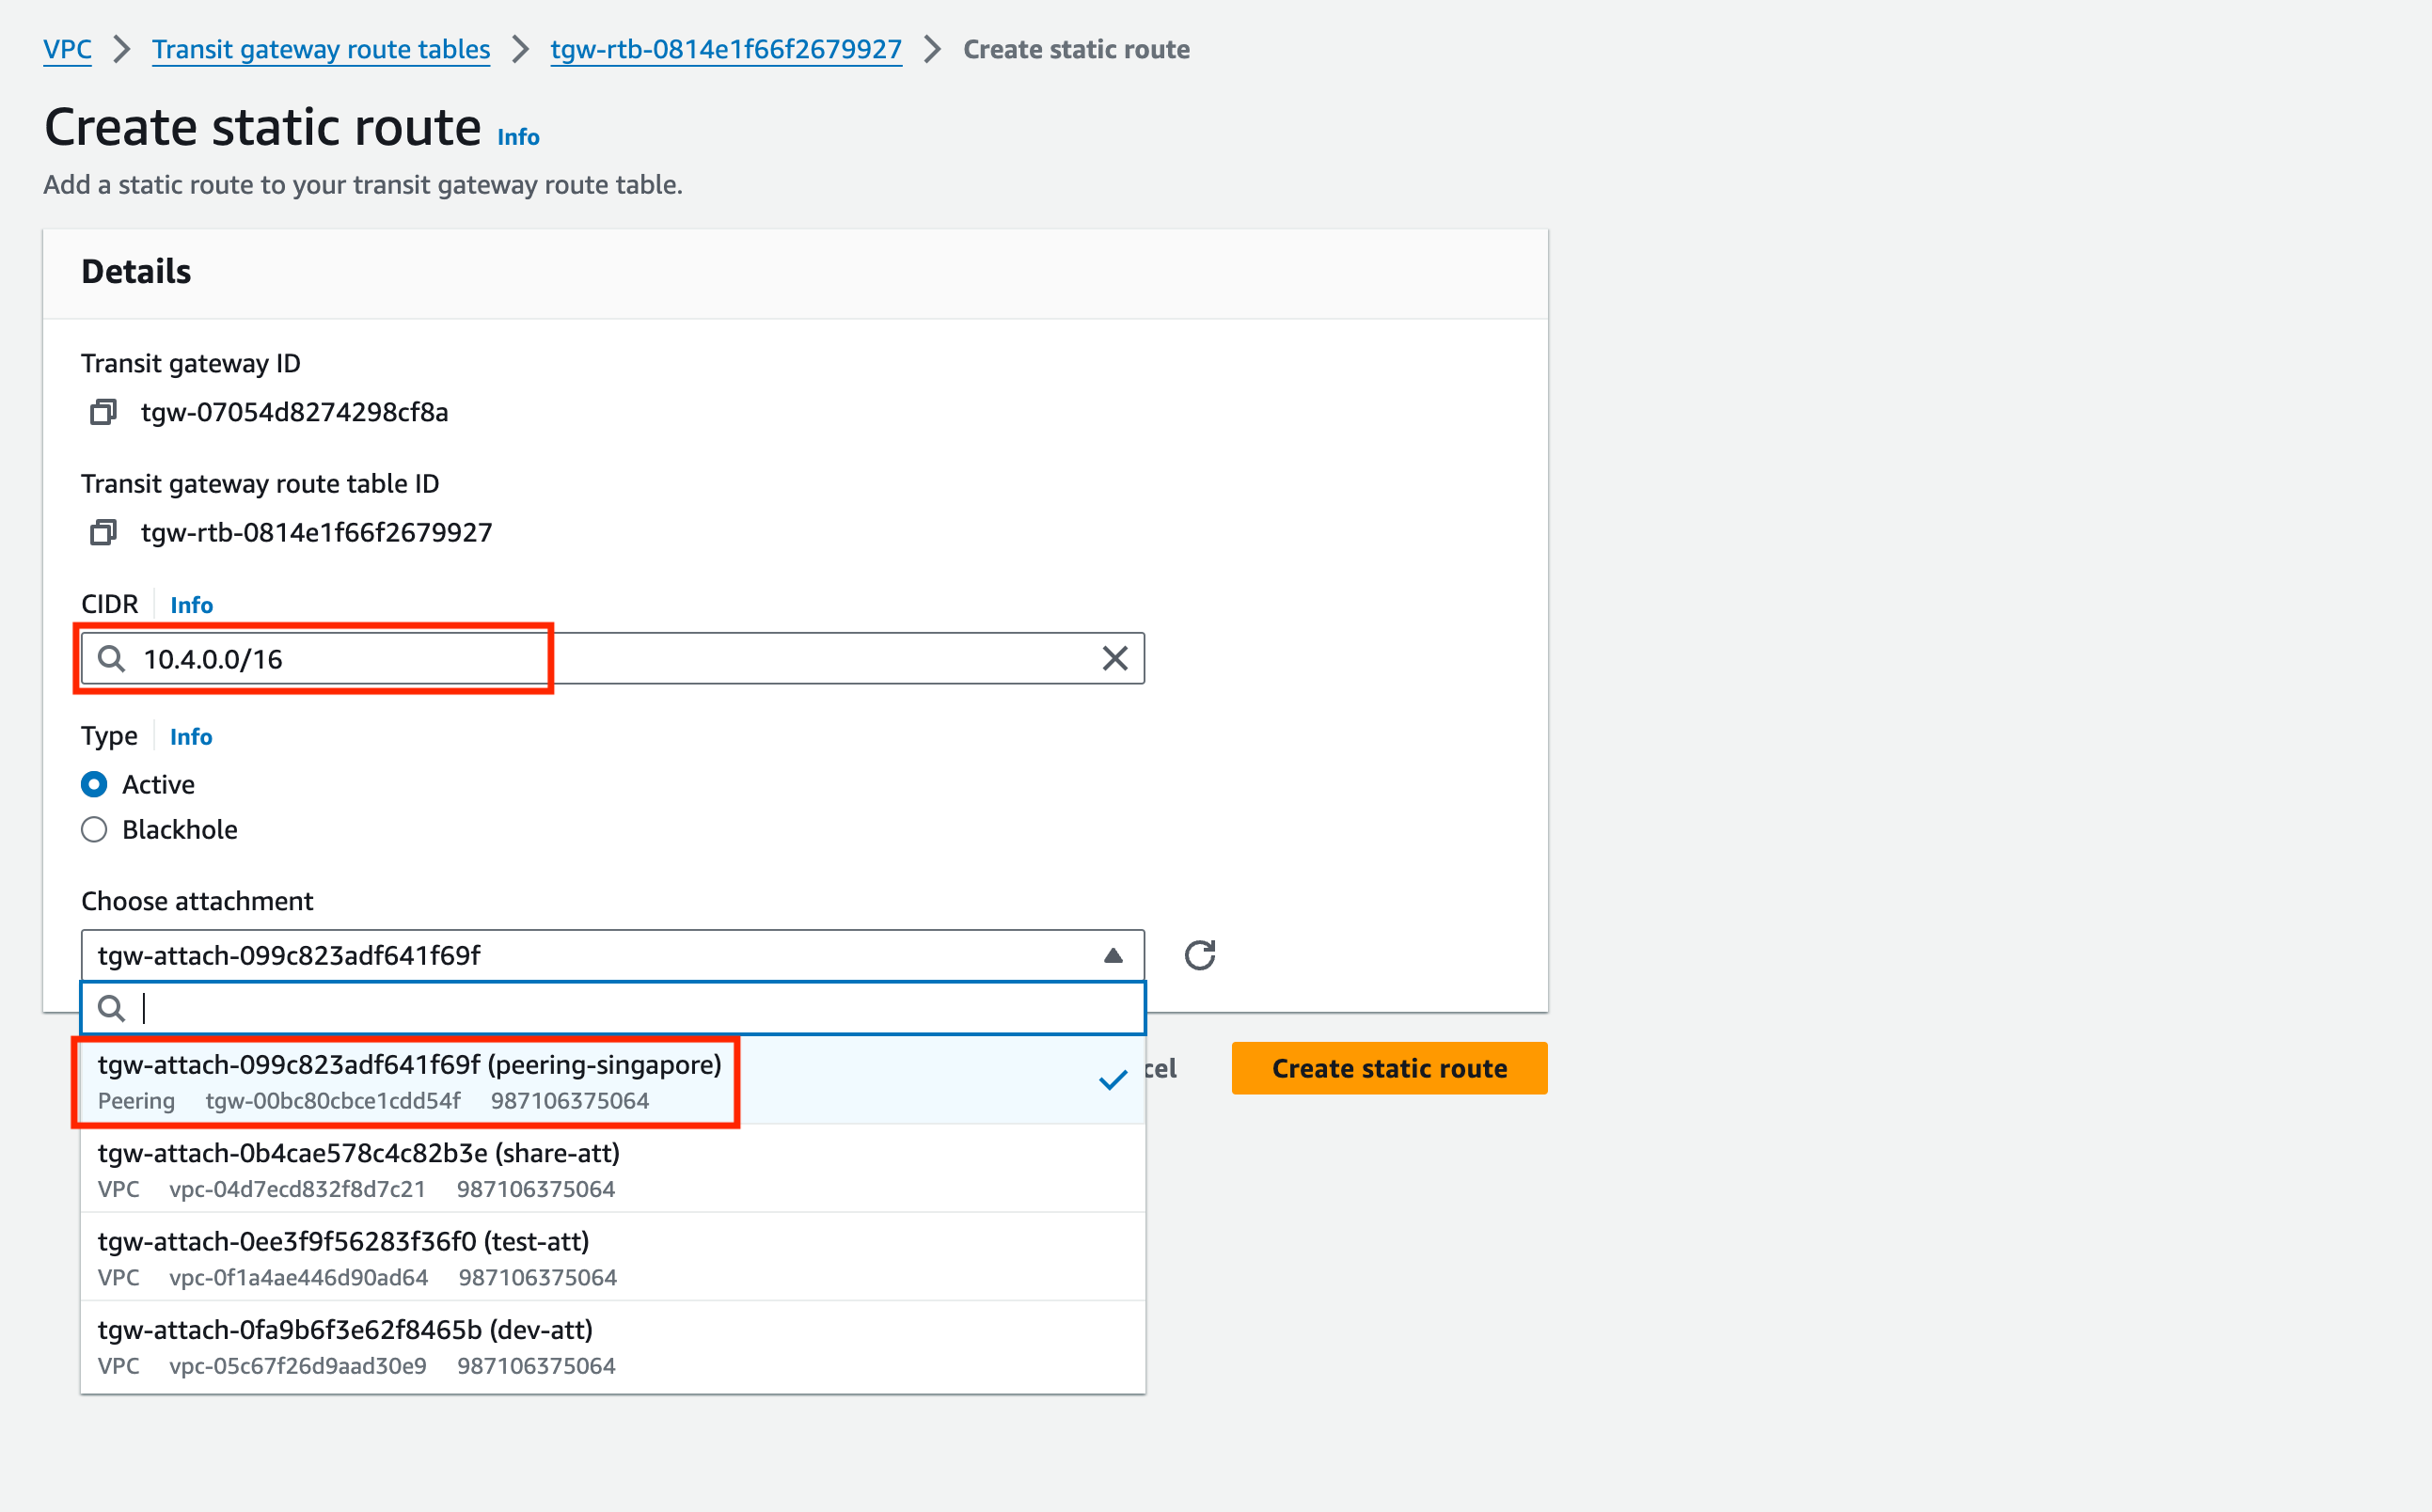 VPC > Transit gateway route tables > tgw-rtb-0814e1f66f2679927 > Create static route
Create static route Info
Add a static route to your transit gateway route table.
Details
Transit gateway ID
tgw-07054d8274298cf8a
Transit gateway route table ID
tgw-rtb-0814e1f66f2679927
CIDR Info
10.4.0.0/16
Type Info
Active
Blackhole
Choose attachment
tgw-attach-099c823adf641f69f
tgw-attach-099c823adf641f69f (peering-singapore)
Peering tgw-00bc80cbce1cdd54f 987106375064
cel Create static route
tgw-attach-0b4cae578c4c82b3e (share-att)
VPC vpc-04d7ecd832f8d7c21 987106375064
tgw-attach-0ee3f9f56283f36f0 (test-att)
VPC vpc-0f1a4ae446d90ad64 987106375064
tgw-attach-0fa9b6f3e62f8465b (dev-att)
VPC vpc-05c67f26d9aad30e9 987106375064